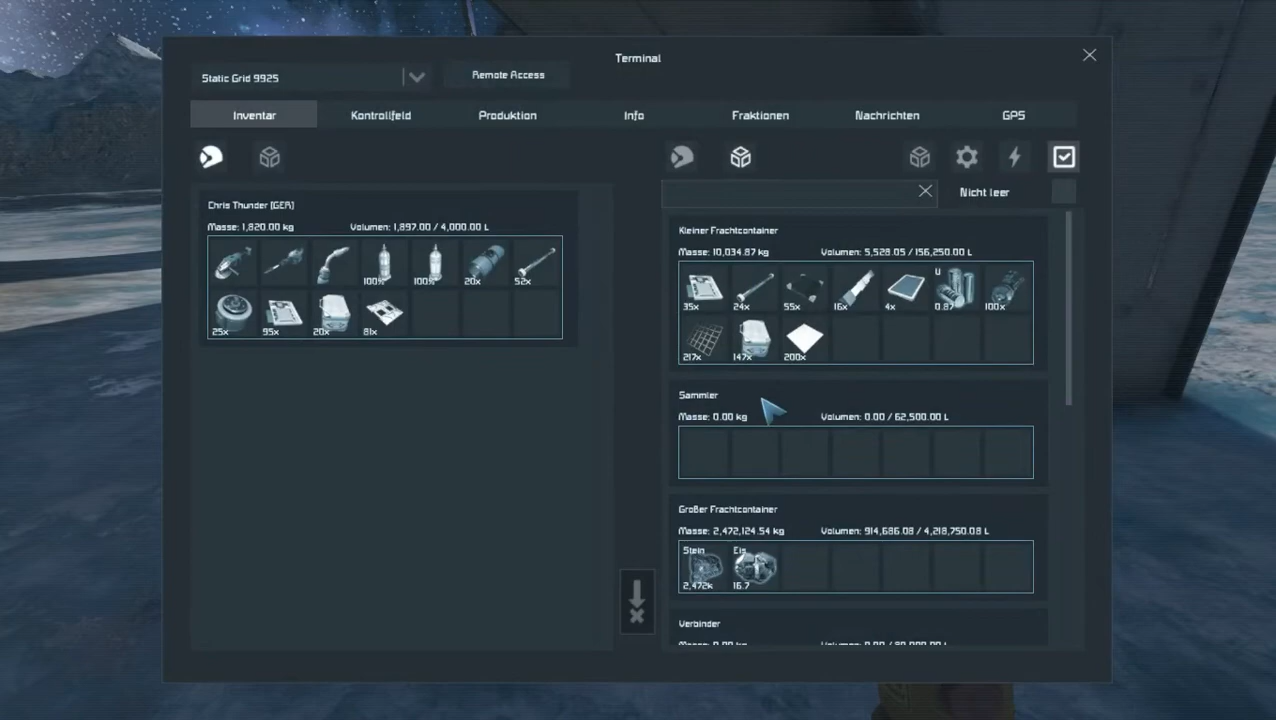 Terminal
Static Grid 9925
Remote Access
Inventar
Kontrollfeld
Produktion
Info
Fraktionen
Nachrichten
GPS
Nicht leer
Chris Thunder [GER]
Masse: 1,820.00 kg
Volumen: 1,897.00 / 4,000.00 L
100%
100%
20x
52x
25x
95x
20x
81x
Kleiner Frachtcontainer
Masse: 10,034.87 kg
Volumen: 5,528.05 / 156,250.00 L
U
35x
24x
55x
16x
4x
0.87
100x
217x
147x
200x
Sammler
Masse: 0.00 kg
Volumen: 0.00 / 62,500.00 L
Großer Frachtcontainer
Masse: 2,472,124.54 kg
Volumen: 914,686.08 / 4,218,750.08 L
Stein
Eis
2,472k
16.7
Verbinder